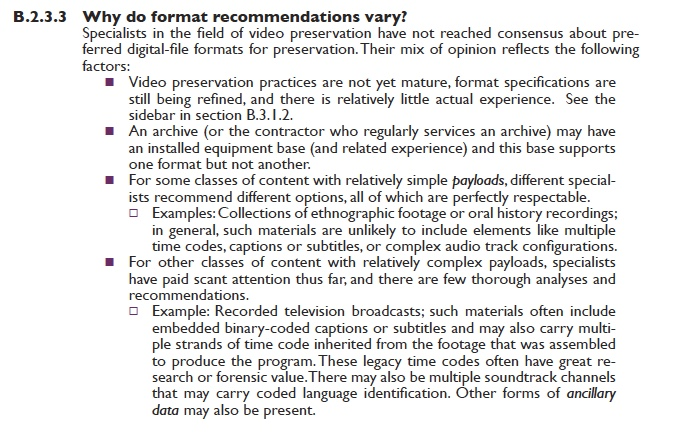 B.2.3.3 Why do format recommendations vary?
Specialists in the field of video preservation have not reached consensus about pre-
ferred digital-file formats for preservation. Their mix of opinion reflects the following
factors:
■ Video preservation practices are not yet mature, format specifications are
still being refined, and there is relatively little actual experience. See the
sidebar in section B.3.1.2.
■ An archive (or the contractor who regularly services an archive) may have
an installed equipment base (and related experience) and this base supports
one format but not another.
■ For some classes of content with relatively simple payloads, different special-
ists recommend different options, all of which are perfectly respectable.
□ Examples: Collections of ethnographic footage or oral history recordings;
in general, such materials are unlikely to include elements like multiple
time codes, captions or subtitles, or complex audio track configurations.
■ For other classes of content with relatively complex payloads, specialists
have paid scant attention thus far, and there are few thorough analyses and
recommendations.
□ Example: Recorded television broadcasts; such materials often include
embedded binary-coded captions or subtitles and may also carry multi-
ple strands of time code inherited from the footage that was assembled
to produce the program. These legacy time codes often have great re-
search or forensic value. There may also be multiple soundtrack channels
that may carry coded language identification. Other forms of ancillary
data may also be present.